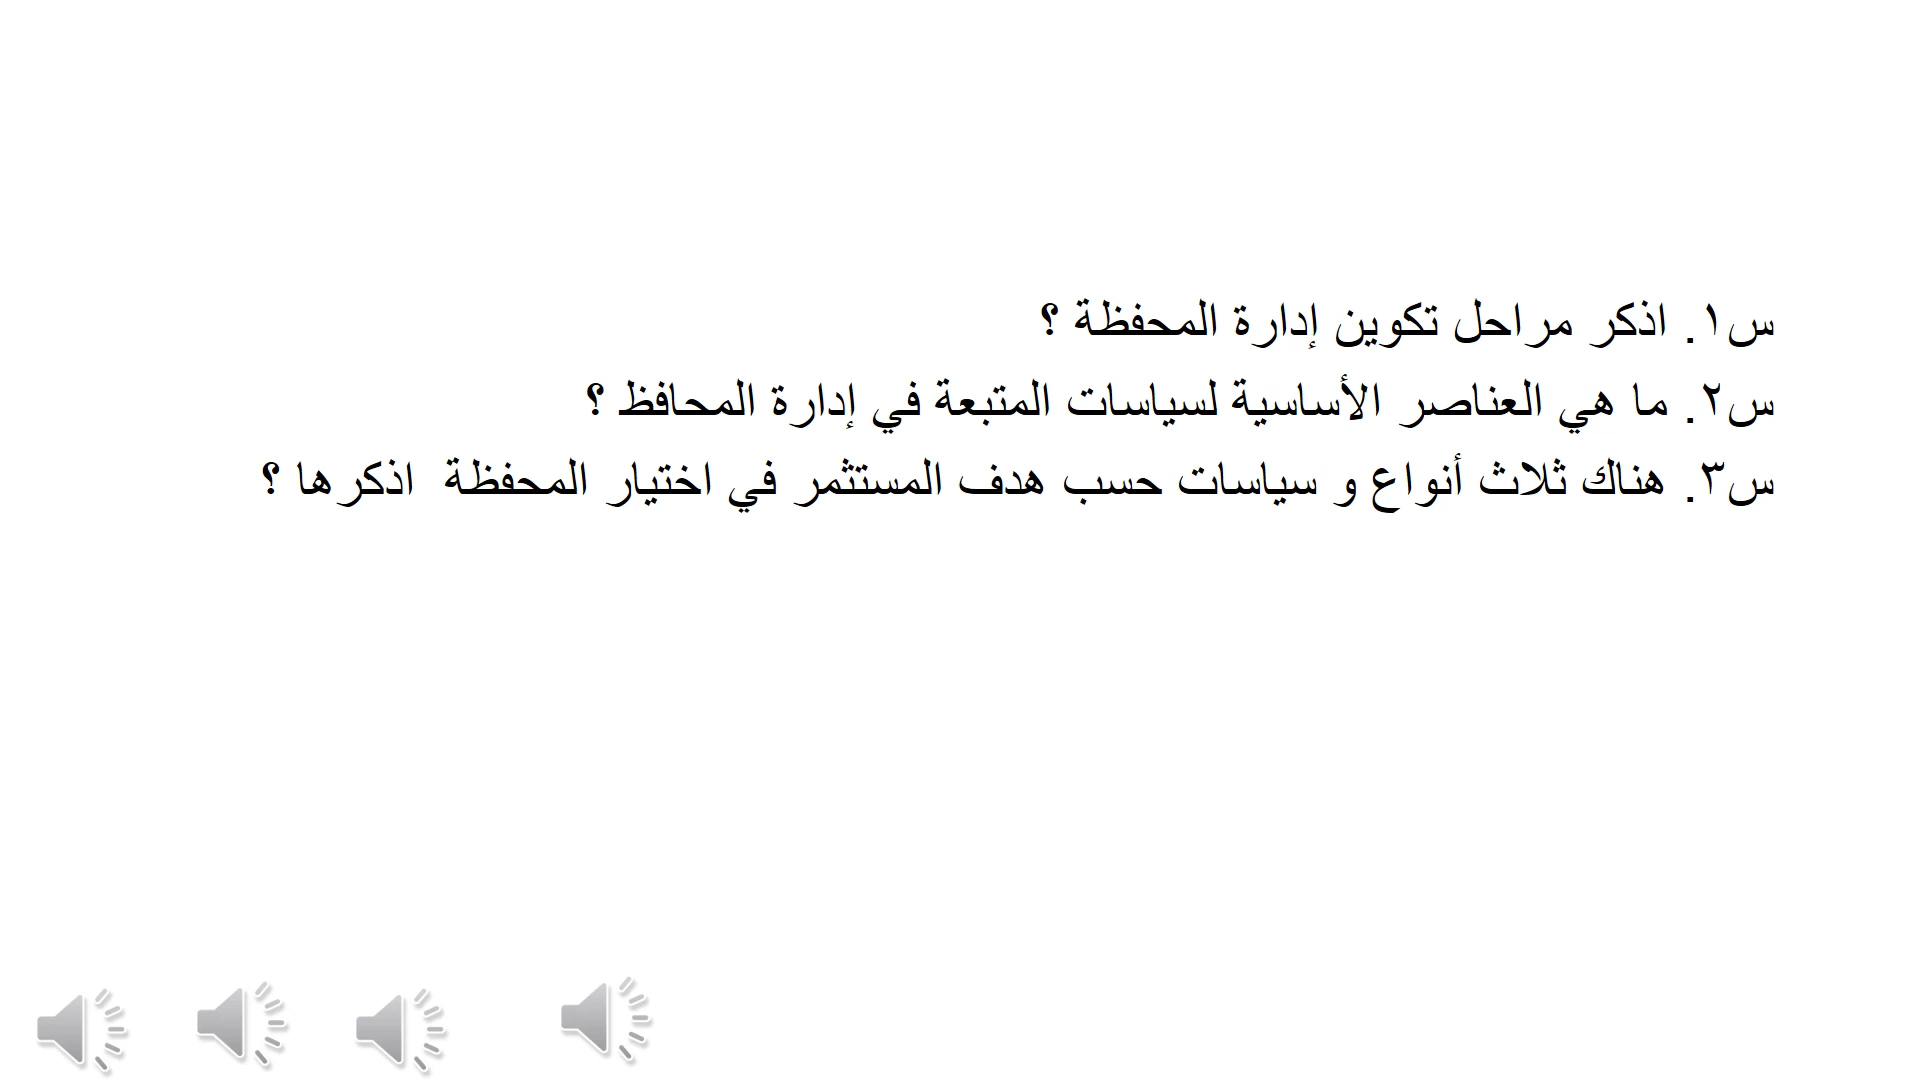 س١. اذكر مراحل تكوين إدارة المحفظة ؟
س٢. ما هي العناصر الأساسية لسياسات المتبعة في إدارة المحافظ ؟
س٣. هناك ثلاث أنواع و سياسات حسب هدف المستثمر في اختيار المحفظة  اذكرها ؟